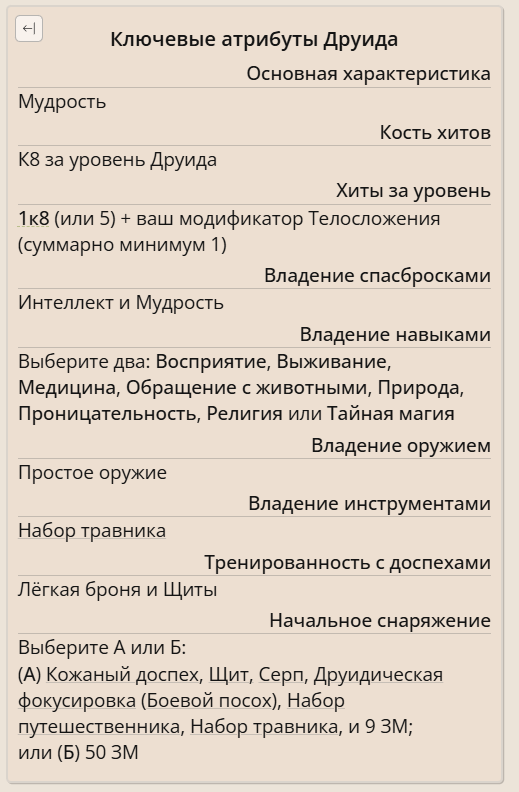 Ключевые атрибуты Друида
Основная характеристика
Мудрость
Кость хитов
К8 за уровень Друида
Хиты за уровень
1к8 (или 5) + ваш модификатор Телосложения
(суммарно минимум 1)
Владение спасбросками
Интеллект и Мудрость
Владение навыками
Выберите два: Восприятие, Выживание,
Медицина, Обращение с животными, Природа,
Проницательность, Религия или Тайная магия
Владение оружием
Простое оружие
Владение инструментами
Набор травника
Тренированность с доспехами
Лёгкая броня и Щиты
Начальное снаряжение
Выберите А или Б:
(А) Кожаный доспех, Щит, Серп, Друидическая
фокусировка (Боевой посох), Набор
путешественника, Набор травника, и 9 ЗМ;
или (Б) 50 ЗМ